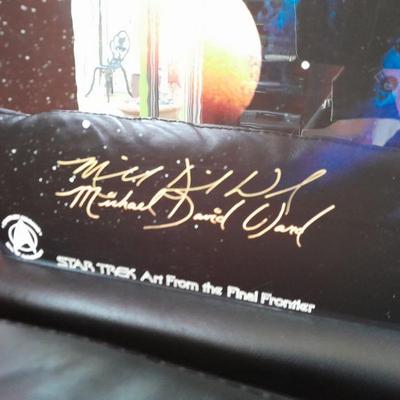 Michael David Ward
STAR TREK Art From the Final Frontier